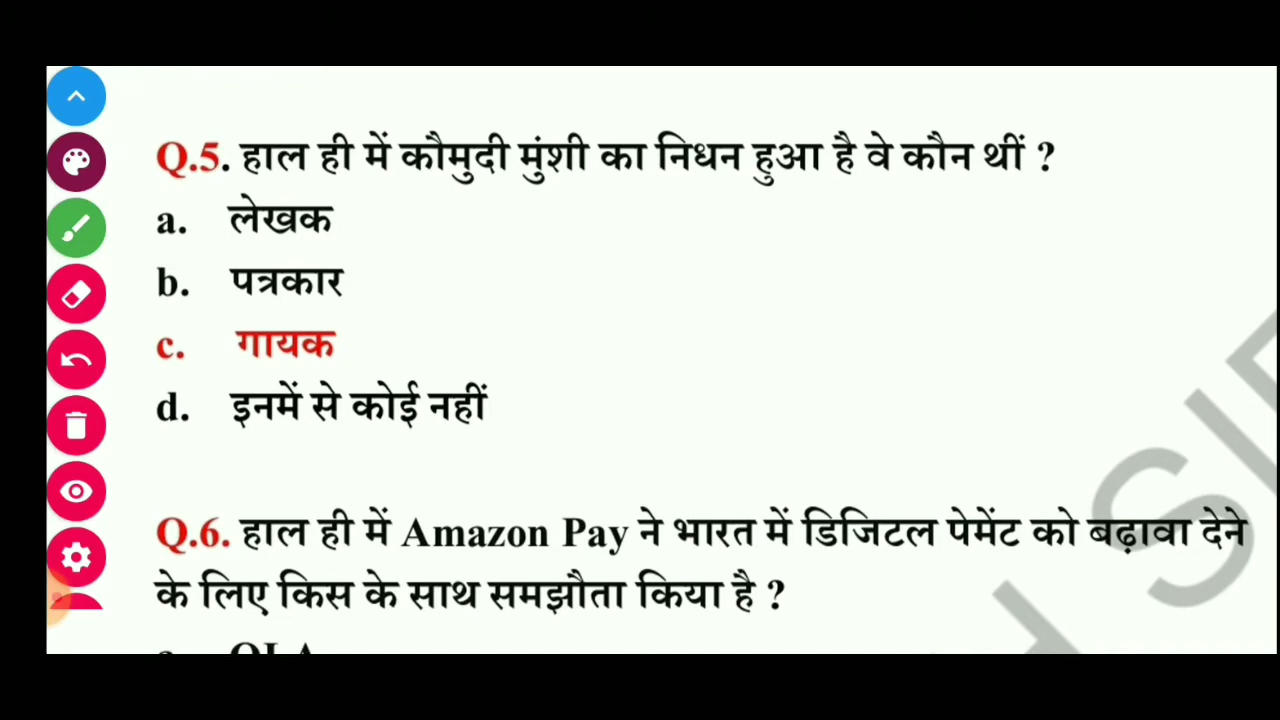 Q.5. हाल ही में कौमुदी मुंशी का निधन हुआ है वे कौन थीं ?
a. लेखक
b. पत्रकार
c. गायक
d. इनमें से कोई नहीं
Q.6. हाल ही में Amazon Pay ने भारत में डिजिटल पेमेंट को बढ़ावा देने
के लिए किस के साथ समझौता किया है ?